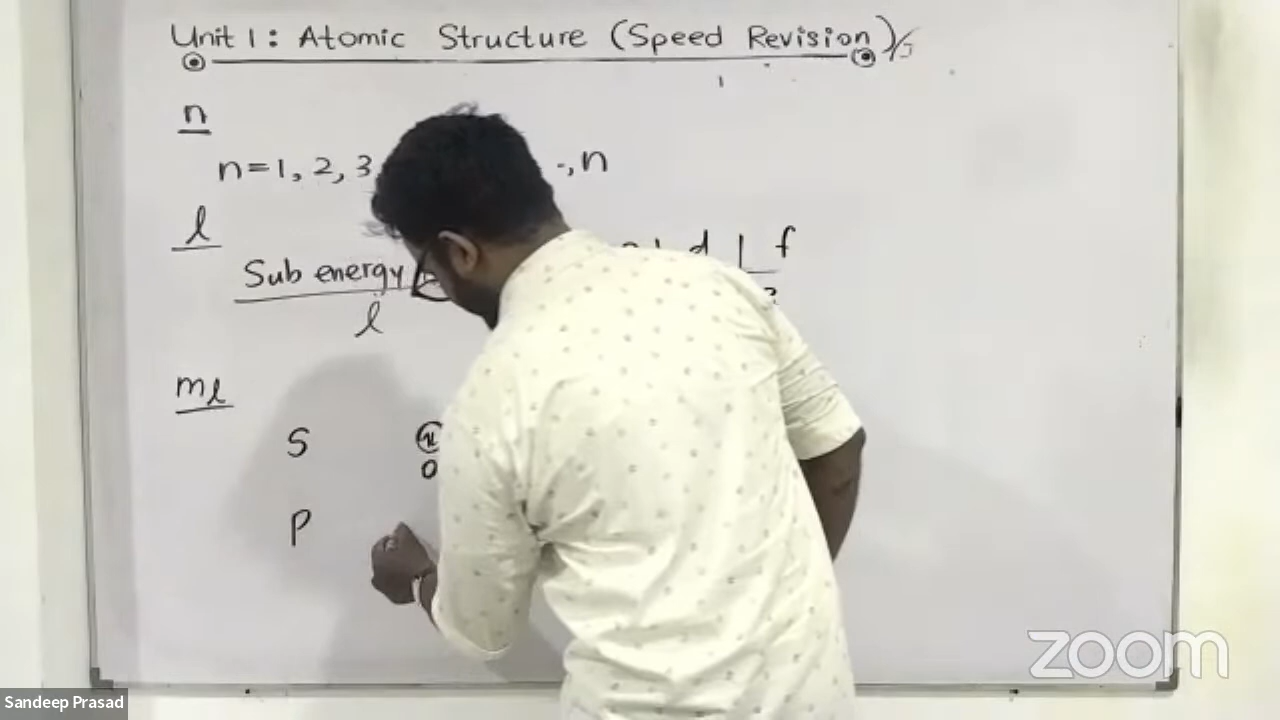 Unit 1: Atomic Structure (Speed Revision)
n
n=1, 2, 3 -, n
l
d | f
Sub energy
l
ml
S
0
P
zoom
Sandeep Prasad